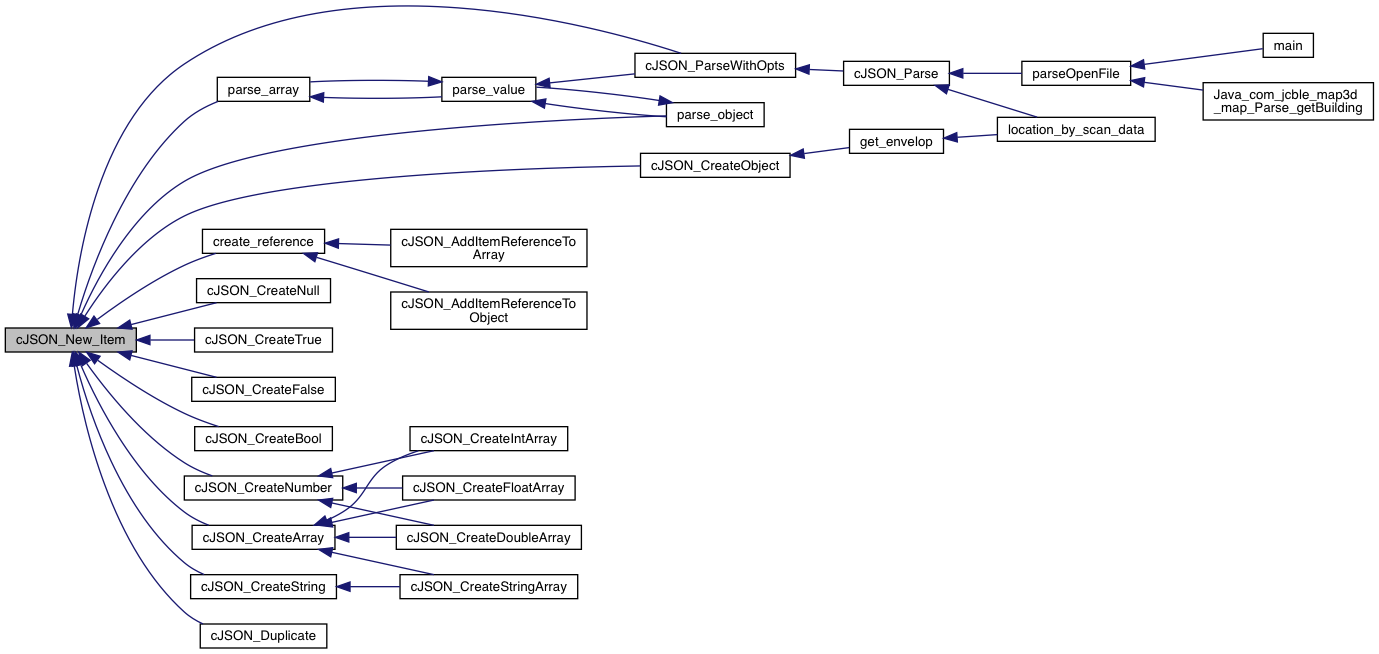 main
cJSON_ParseWithOpts
cJSON_Parse
parseOpenFile
parse_array
parse_value
Java_com_jcble_map3d
_map_Parse_getBuilding
parse_object
location_by_scan_data
get_envelop
cJSON_CreateObject
create_reference
cJSON_AddItemReferenceTo
Array
cJSON_CreateNull
cJSON_AddItemReferenceTo
Object
cJSON_New_Item
cJSON_CreateTrue
cJSON_CreateFalse
cJSON_CreateBool
cJSON_CreateIntArray
cJSON_CreateNumber
cJSON_CreateFloatArray
cJSON_CreateArray
cJSON_CreateDoubleArray
cJSON_CreateString
cJSON_CreateStringArray
cJSON_Duplicate